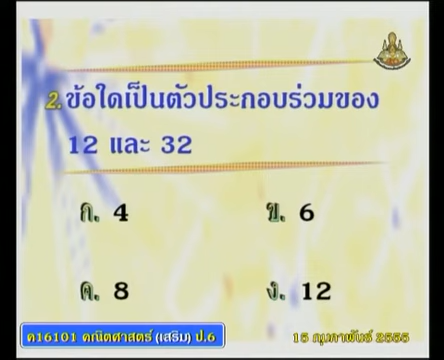 2. ข้อใดเป็นตัวประกอบร่วมของ
12 และ 32
ก. 4
ข. 6
ค. 8
ง. 12
ค16101 คณิตศาสตร์ (เสริม) ป.6
15 กุมภาพันธ์ 2555